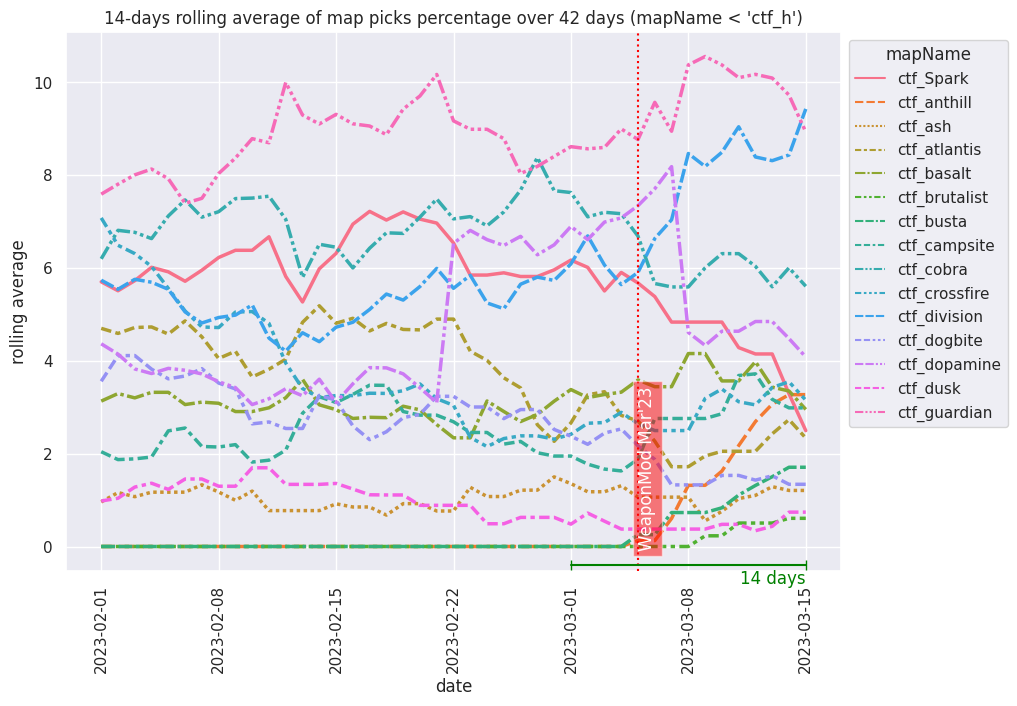 14-days rolling average of map picks percentage over 42 days (mapName < 'ctf_h')
rolling average
10
8
6
4
2
0
WeaponMod Mar'23
14 days
2023-02-01
2023-02-08
2023-02-15
2023-02-22
2023-03-01
2023-03-08
2023-03-15
date
mapName
ctf_Spark
ctf_anthill
ctf_ash
ctf_atlantis
ctf_basalt
ctf_brutalist
ctf_busta
ctf_campsite
ctf_cobra
ctf_crossfire
ctf_division
ctf_dogbite
ctf_dopamine
ctf_dusk
ctf_guardian